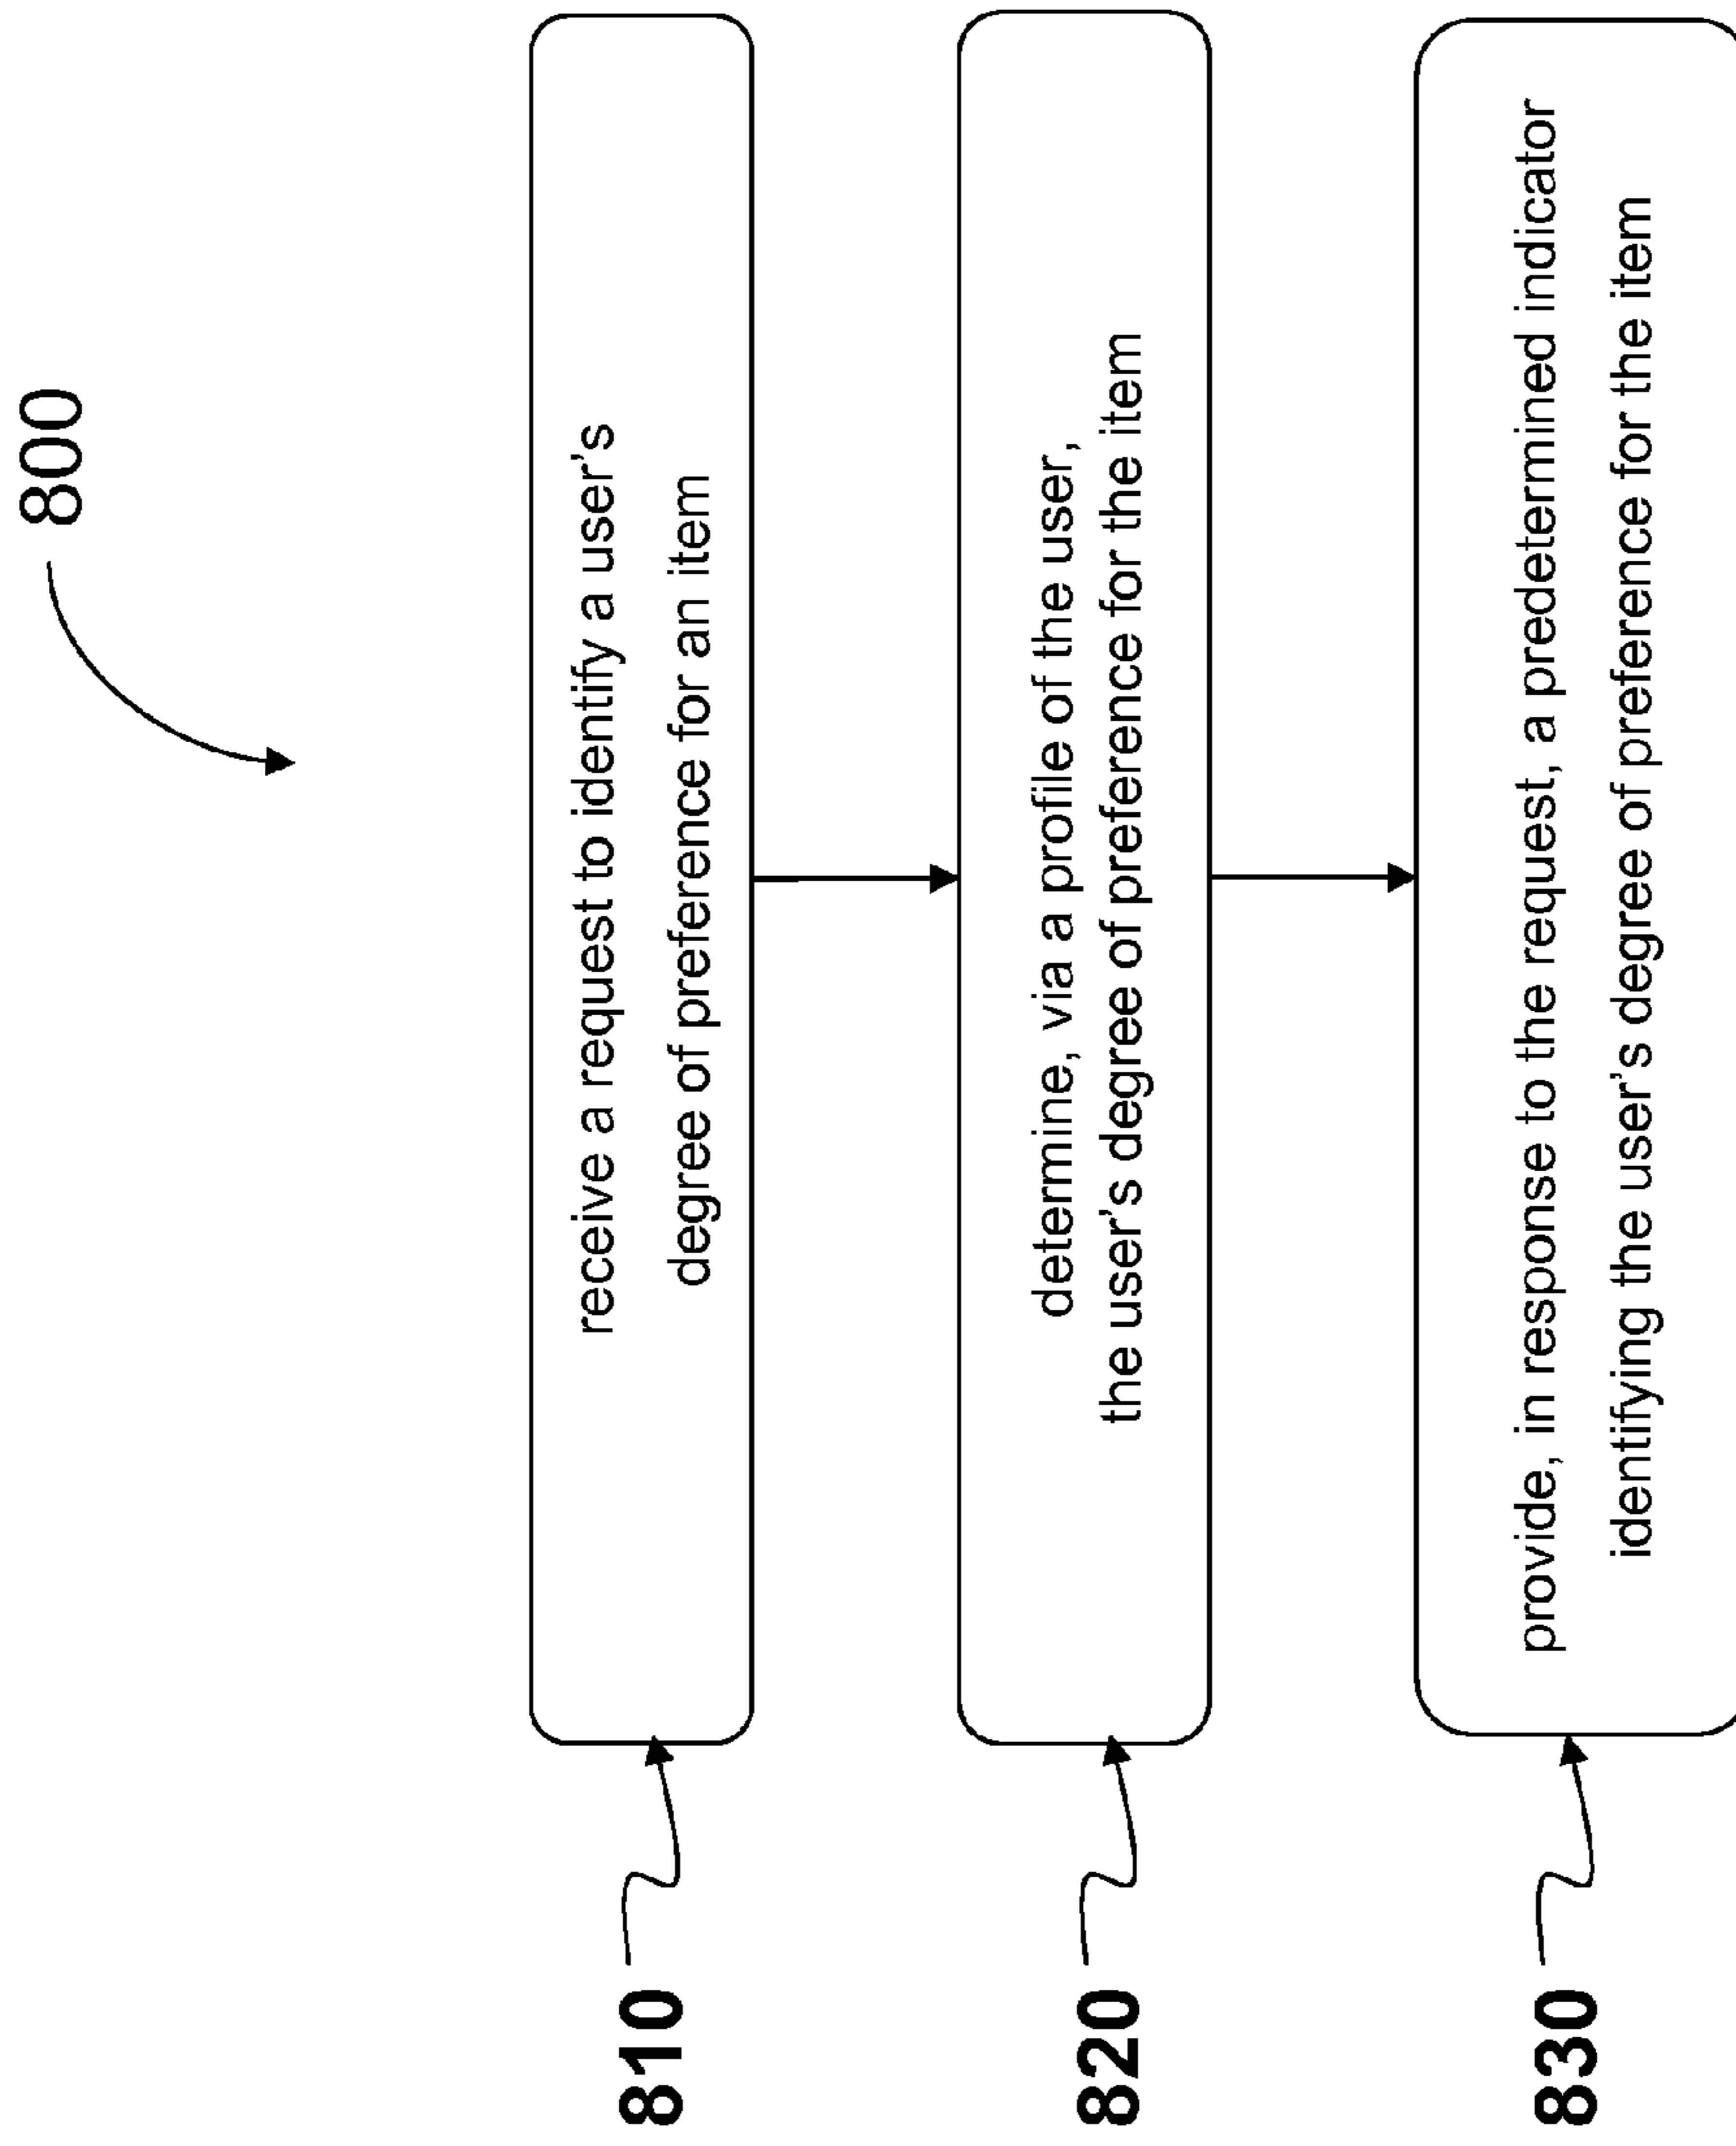 800
810
receive a request to identify a user's
degree of preference for an item
820
determine, via a profile of the user,
the user's degree of preference for the item
830
provide, in response to the request, a predetermined indicator
identifying the user's degree of preference for the item